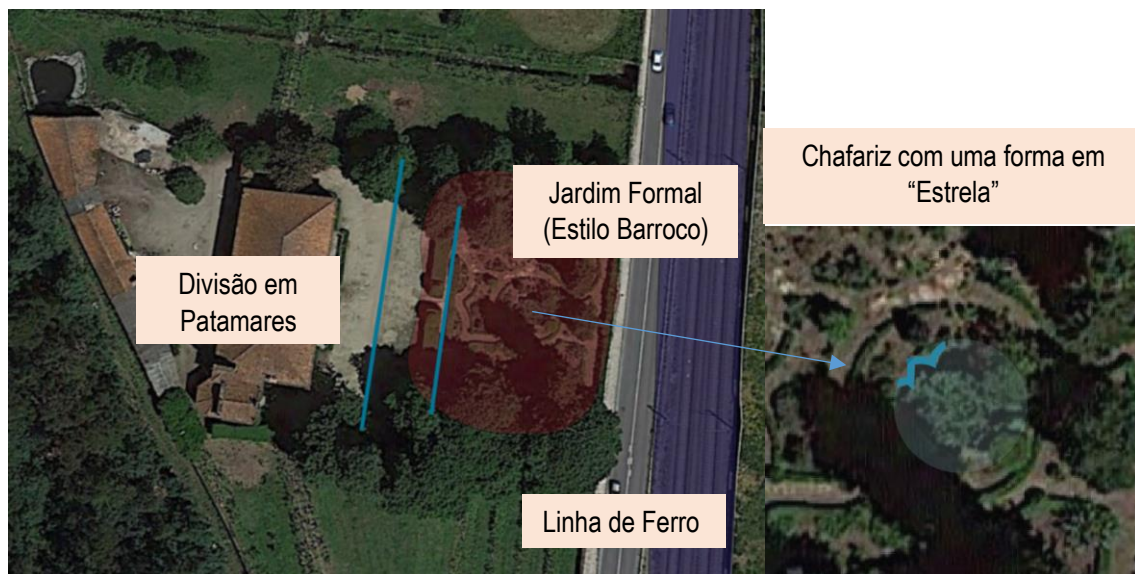 Chafariz com uma forma em
“Estrela”
Jardim Formal
(Estilo Barroco)
Divisão em
Patamares
Linha de Ferro